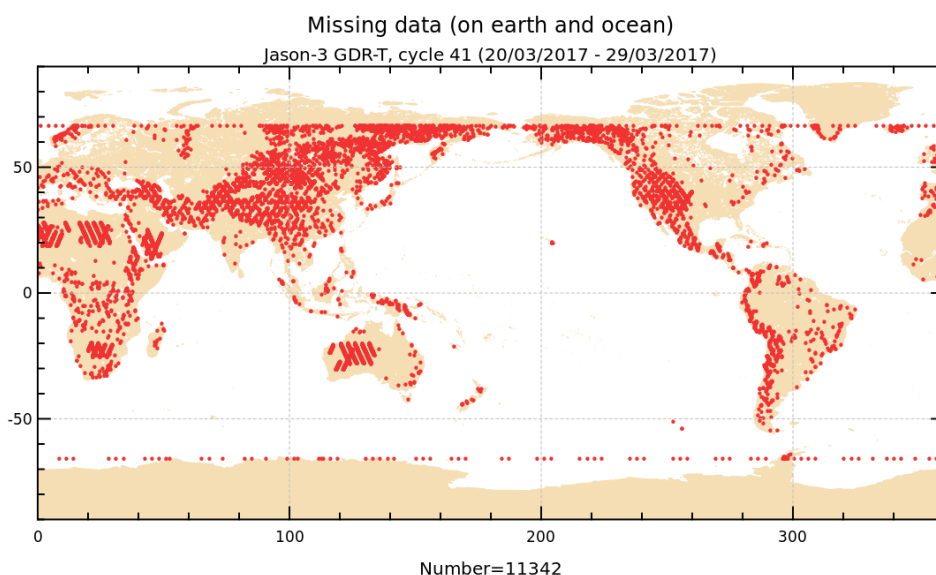 Missing data (on earth and ocean)
Jason-3 GDR-T, cycle 41 (20/03/2017 - 29/03/2017)
50
0
-50
0 100 200 300
Number=11342